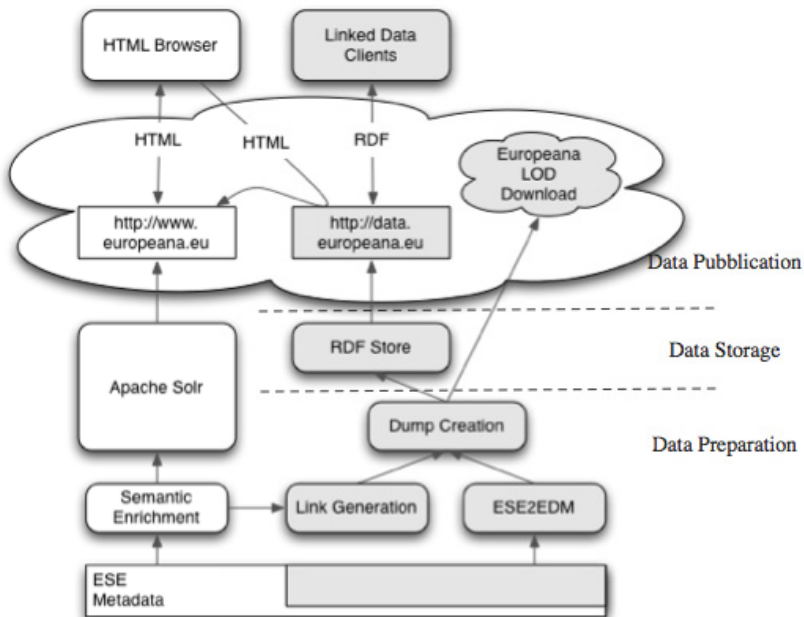 HTML Browser
Linked Data
Clients
HTML
HTML
RDF
Europeana
LOD
Download
http://www.
europeana.eu
http://data.
europeana.eu
Data Pubblication
RDF Store
Data Storage
Apache Solr
Dump Creation
Data Preparation
Semantic
Enrichment
Link Generation
ESE2EDM
ESE
Metadata